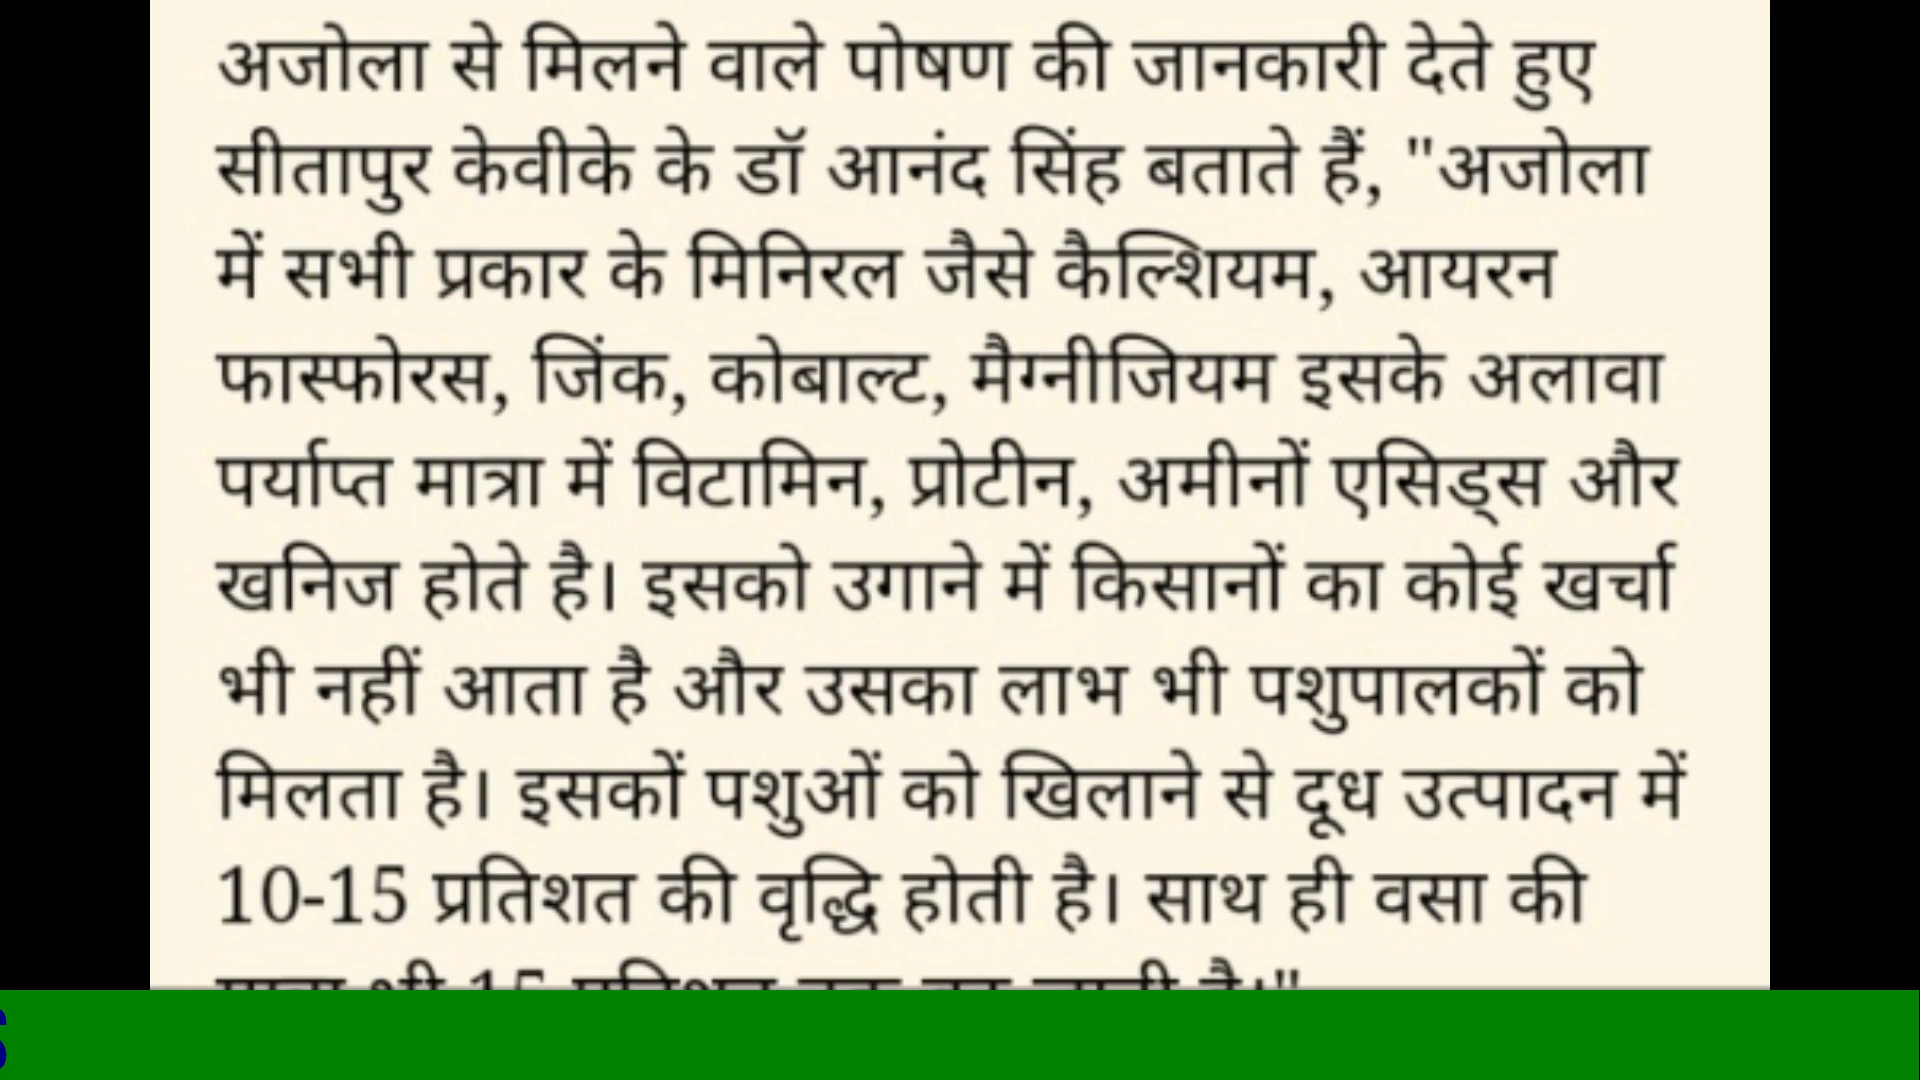 अजोला से मिलने वाले पोषण की जानकारी देते हुए
सीतापुर केवीके के डॉ आनंद सिंह बताते हैं, "अजोला
में सभी प्रकार के मिनिरल जैसे कैल्शियम, आयरन
फास्फोरस, जिंक, कोबाल्ट, मैग्नीजियम इसके अलावा
पर्याप्त मात्रा में विटामिन, प्रोटीन, अमीनों एसिड्स और
खनिज होते है। इसको उगाने में किसानों का कोई खर्चा
भी नहीं आता है और उसका लाभ भी पशुपालकों को
मिलता है। इसकों पशुओं को खिलाने से दूध उत्पादन में
10-15 प्रतिशत की वृद्धि होती है। साथ ही वसा की